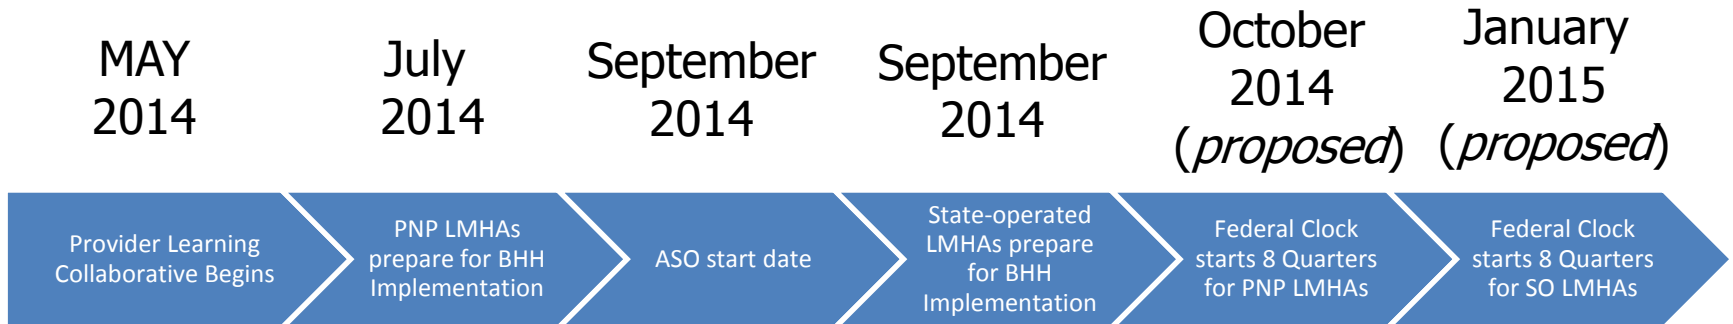 MAY
2014
July
2014
September
2014
September
2014
October
2014
(proposed)
January
2015
(proposed)
Provider Learning
Collaborative Begins
PNP LMHAs
prepare for BHH
Implementation
ASO start date
State-operated
LMHAs prepare
for BHH
Implementation
Federal Clock
starts 8 Quarters
for PNP LMHAs
Federal Clock
starts 8 Quarters
for SO LMHAs